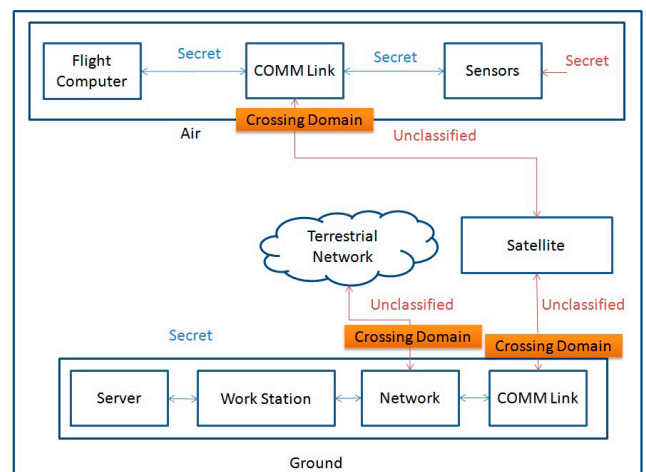 Flight
Computer
Secret
COMM Link
Secret
Sensors
Secret
Crossing Domain
Air
Unclassified
Terrestrial
Network
Satellite
Unclassified
Unclassified
Secret
Crossing Domain
Crossing Domain
Server
Work Station
Network
COMM Link
Ground